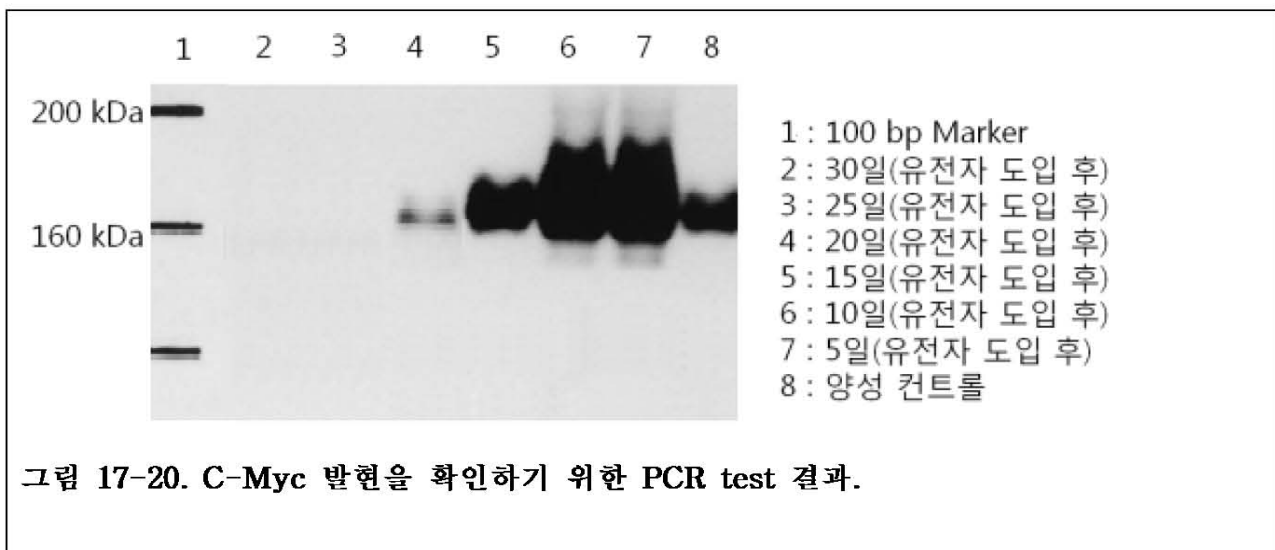 1 2 3 4 5 6 7 8
200 kDa
160 kDa
1 : 100 bp Marker
2 : 30일(유전자 도입 후)
3 : 25일(유전자 도입 후)
4 : 20일(유전자 도입 후)
5 : 15일(유전자 도입 후)
6 : 10일(유전자 도입 후)
7 : 5일(유전자 도입 후)
8 : 양성 컨트롤
그림 17-20. C-Myc 발현을 확인하기 위한 PCR test 결과.